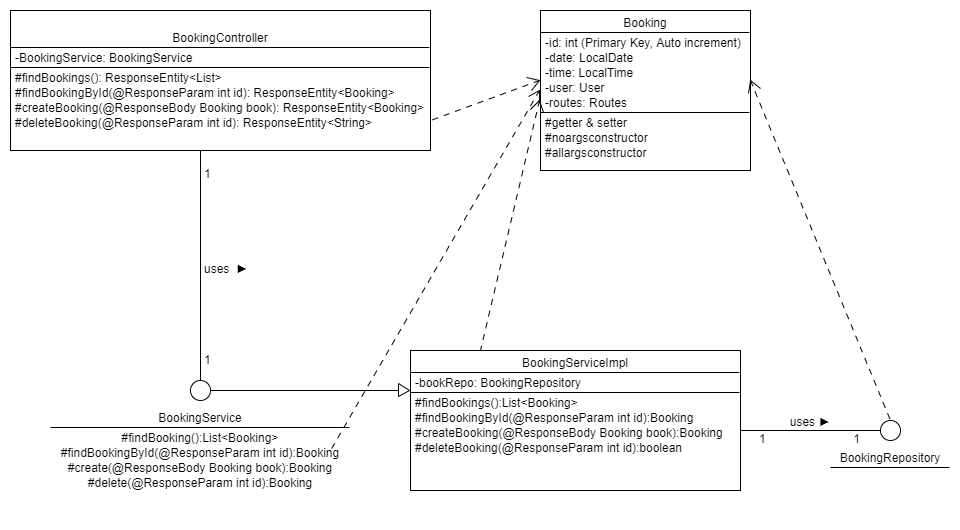 BookingController
-BookingService: BookingService
#findBookings(): ResponseEntity<List>
#findBookingById(@ResponseParam int id): ResponseEntity<Booking>
#createBooking(@ResponseBody Booking book): ResponseEntity<Booking>
#deleteBooking(@ResponseParam int id): ResponseEntity<String>
Booking
-id: int (Primary Key, Auto increment)
-date: LocalDate
-time: LocalTime
-user: User
-routes: Routes
#getter & setter
#noargsconstructor
#allargsconstructor
1
uses ►
1
BookingService
#findBooking():List<Booking>
#findBookingById(@ResponseParam int id):Booking
#create(@ResponseBody Booking book):Booking
#delete(@ResponseParam int id):Booking
BookingServiceImpl
-bookRepo: BookingRepository
#findBookings():List<Booking>
#findBookingById(@ResponseParam int id):Booking
#createBooking(@ResponseBody Booking book):Booking
#deleteBooking(@ResponseParam int id):boolean
uses ►
1
1
BookingRepository